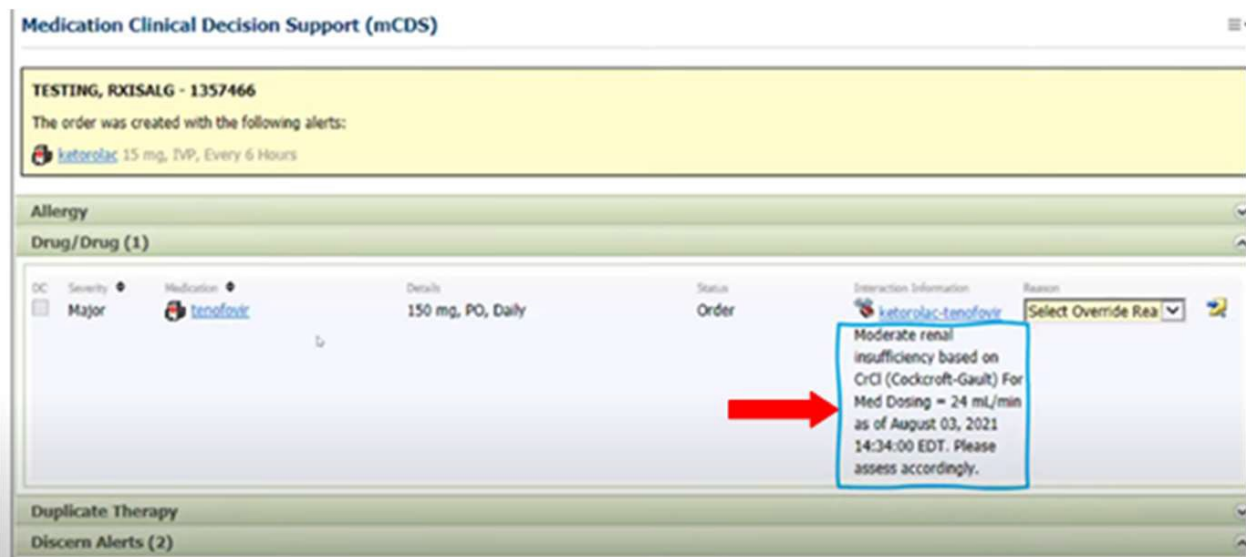 Medication Clinical Decision Support (mCDS)
TESTING, RXISALG - 1357466
The order was created with the following alerts:
ketorolac 15 mg, IVP, Every 6 Hours
Allergy
Drug/Drug (1)
DC Severity Medication Details Status Interaction Information Reason
Major tenofovir 150 mg, PO, Daily Order ketorolac-tenofovir Select Override Rea
Moderate renal
insufficiency based on
CrCl (Cockcroft-Gault) For
Med Dosing = 24 mL/min
as of August 03, 2021
14:34:00 EDT. Please
assess accordingly.
Duplicate Therapy
Discern Alerts (2)